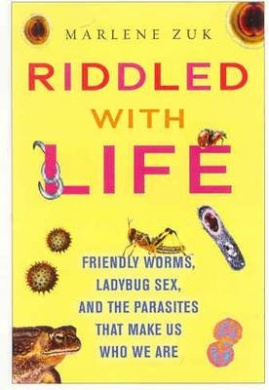 MARLENE ZUK
RIDDLED
WITH
LIFE
FRIENDLY WORMS,
LADYBUG SEX,
AND THE PARASITES
THAT MAKE US
WHO WE ARE